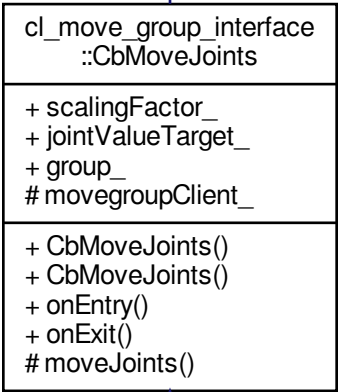 cl_move_group_interface
::CbMoveJoints
+ scalingFactor_
+ jointValueTarget_
+ group_
# movegroupClient_
+ CbMoveJoints()
+ CbMoveJoints()
+ onEntry()
+ onExit()
# moveJoints()